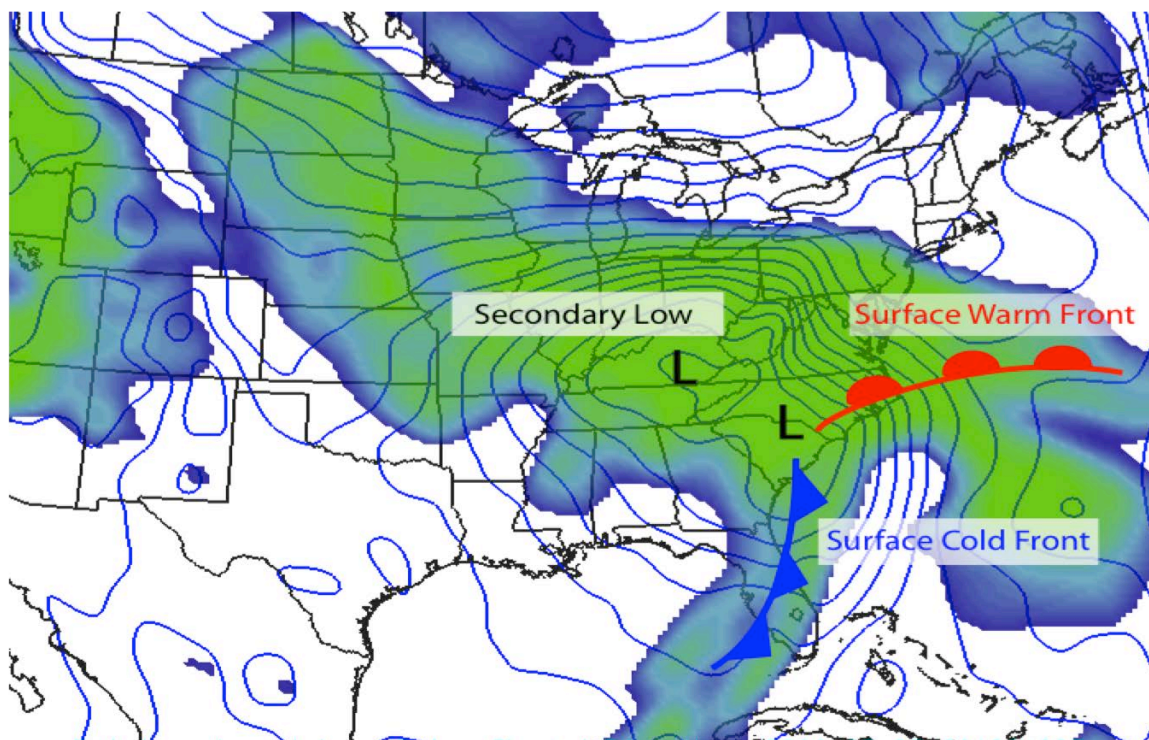 Secondary Low
Surface Warm Front
L
L
Surface Cold Front